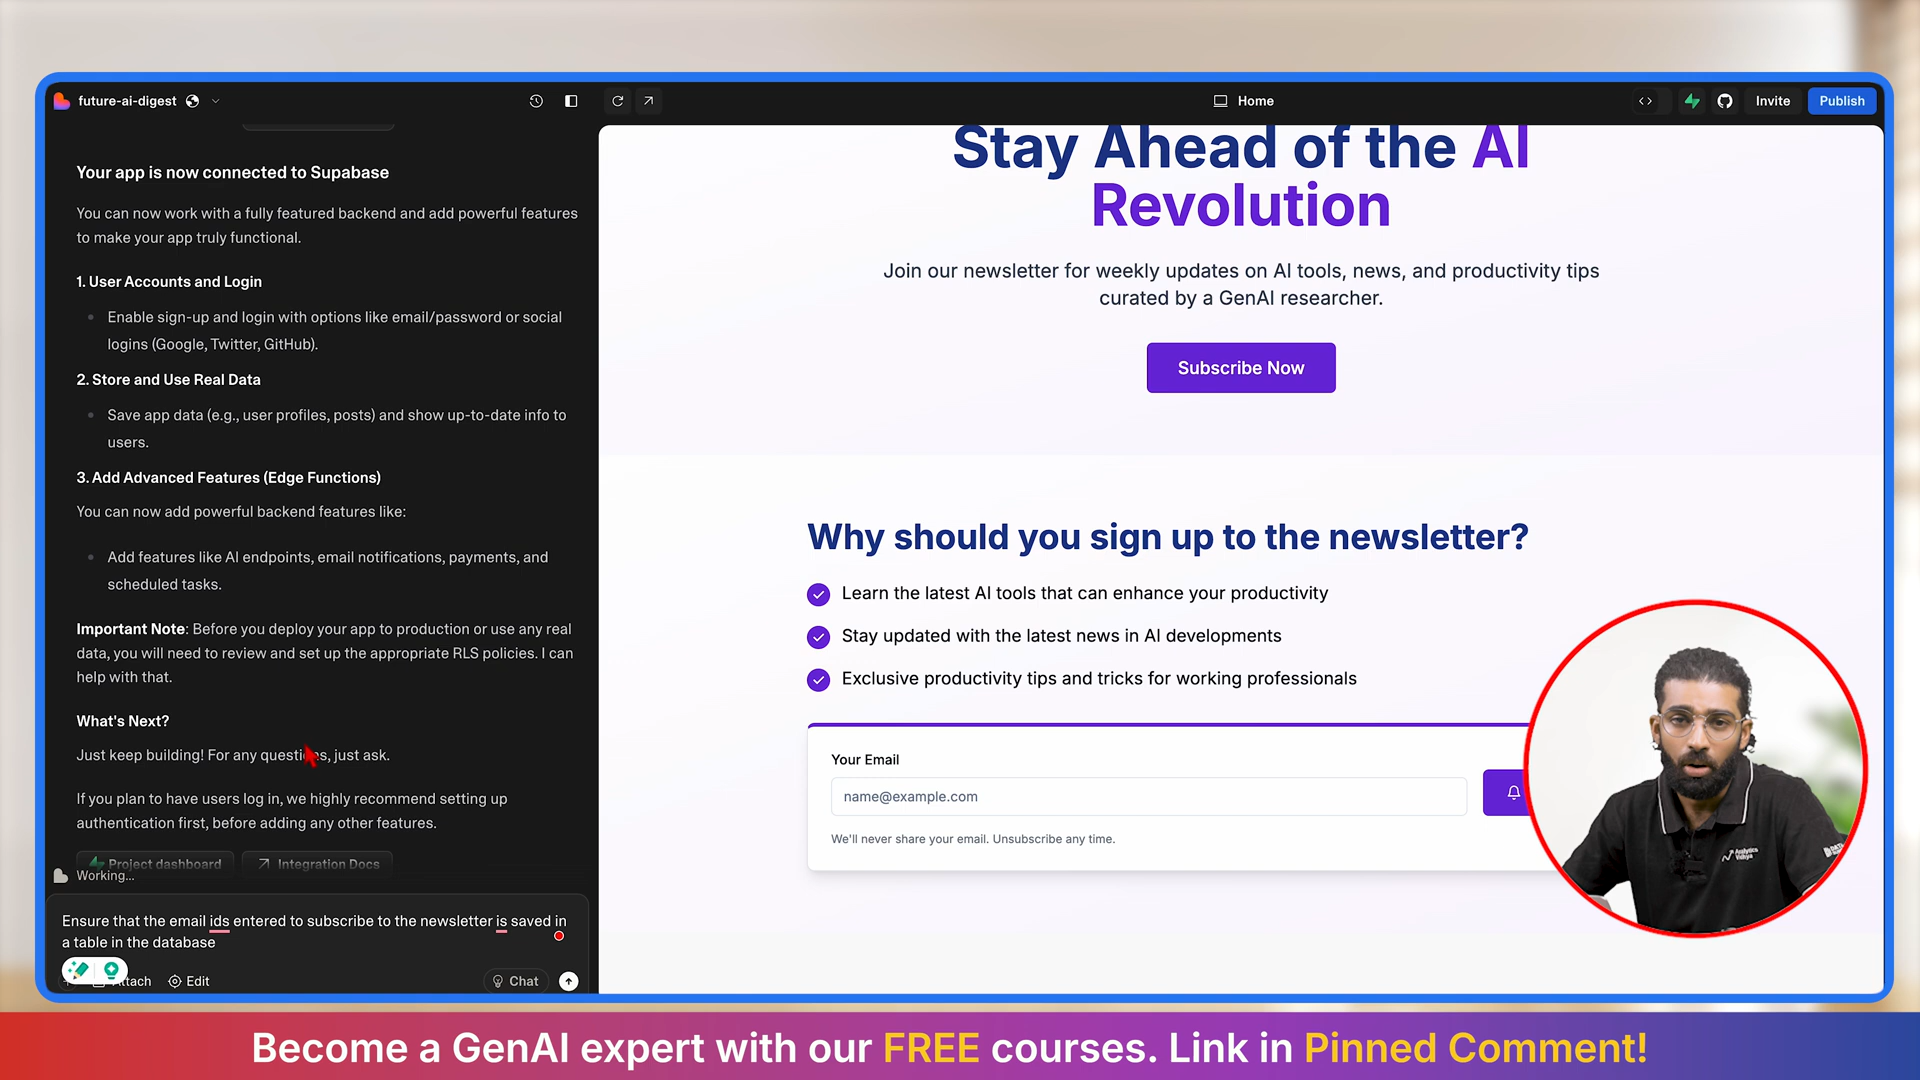 future-ai-digest
Home
Invite
Publish
Your app is now connected to Supabase
You can now work with a fully featured backend and add powerful features
to make your app truly functional.
1. User Accounts and Login
Enable sign-up and login with options like email/password or social
logins (Google, Twitter, GitHub).
2. Store and Use Real Data
Save app data (e.g., user profiles, posts) and show up-to-date info to
users.
3. Add Advanced Features (Edge Functions)
You can now add powerful backend features like:
Add features like AI endpoints, email notifications, payments, and
scheduled tasks.
Important Note: Before you deploy your app to production or use any real
data, you will need to review and set up the appropriate RLS policies. I can
help with that.
What's Next?
Just keep building! For any questions, just ask.
If you plan to have users log in, we highly recommend setting up
authentication first, before adding any other features.
Project dashboard
Integration Docs
Working...
Ensure that the email ids entered to subscribe to the newsletter is saved in
a table in the database
Attach
Edit
Chat
Stay Ahead of the AI
Revolution
Join our newsletter for weekly updates on AI tools, news, and productivity tips
curated by a GenAI researcher.
Subscribe Now
Why should you sign up to the newsletter?
Learn the latest AI tools that can enhance your productivity
Stay updated with the latest news in AI developments
Exclusive productivity tips and tricks for working professionals
Your Email
name@example.com
We'll never share your email. Unsubscribe any time.
Analytics
Vidhya
Become a GenAI expert with our FREE courses. Link in Pinned Comment!